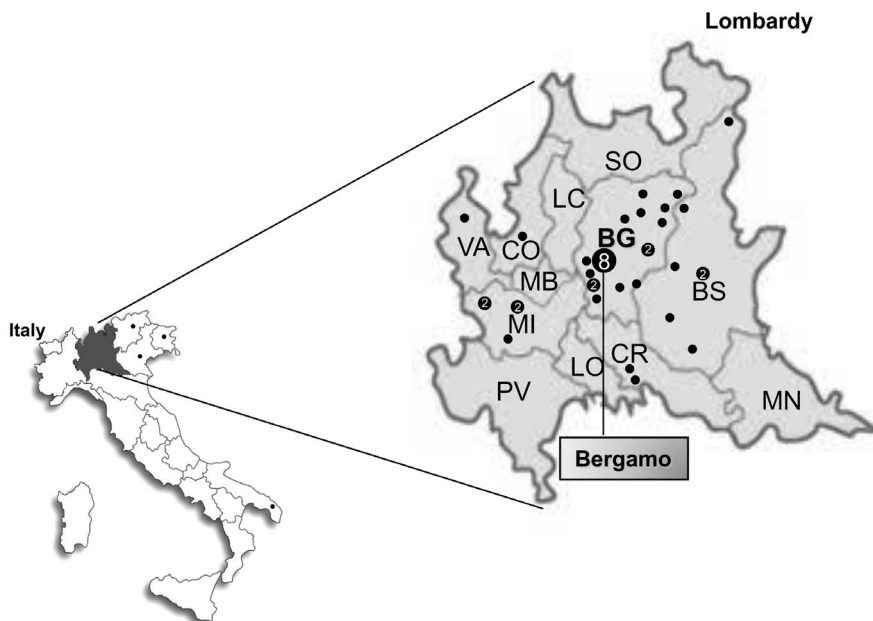 Lombardy
SO
LC
BG
VA
CO
8
2
MB
2
BS
2
2
2
MI
Italy
LO
CR
PV
MN
Bergamo